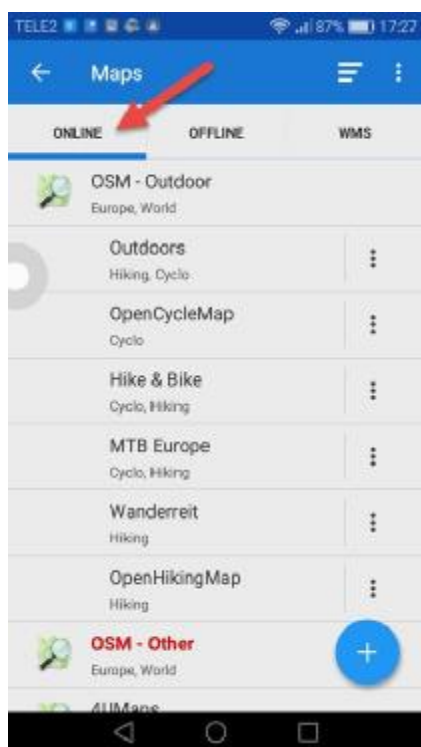 TELE2 87% 17:27
Maps
ONLINE OFFLINE WMS
OSM - Outdoor
Europe, World
Outdoors
Hiking, Cyclo
OpenCycleMap
Cyclo
Hike & Bike
Cyclo, Hiking
MTB Europe
Cyclo, Hiking
Wanderreit
Hiking
OpenHikingMap
Hiking
OSM - Other
Europe, World
4UMaps